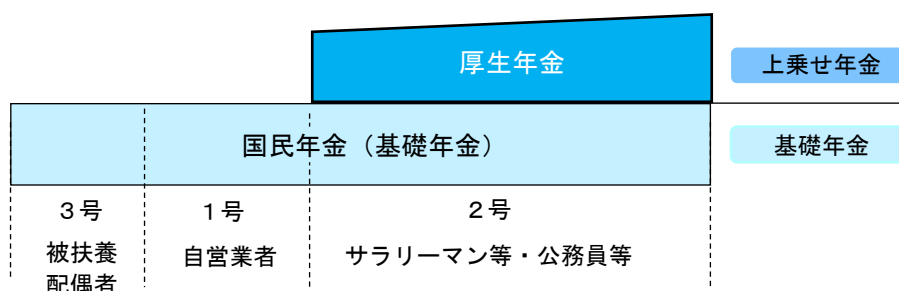 厚生年金
上乗せ年金
国民年金（基礎年金）
基礎年金
３号
１号
２号
被扶養
配偶者
自営業者
サラリーマン等・公務員等